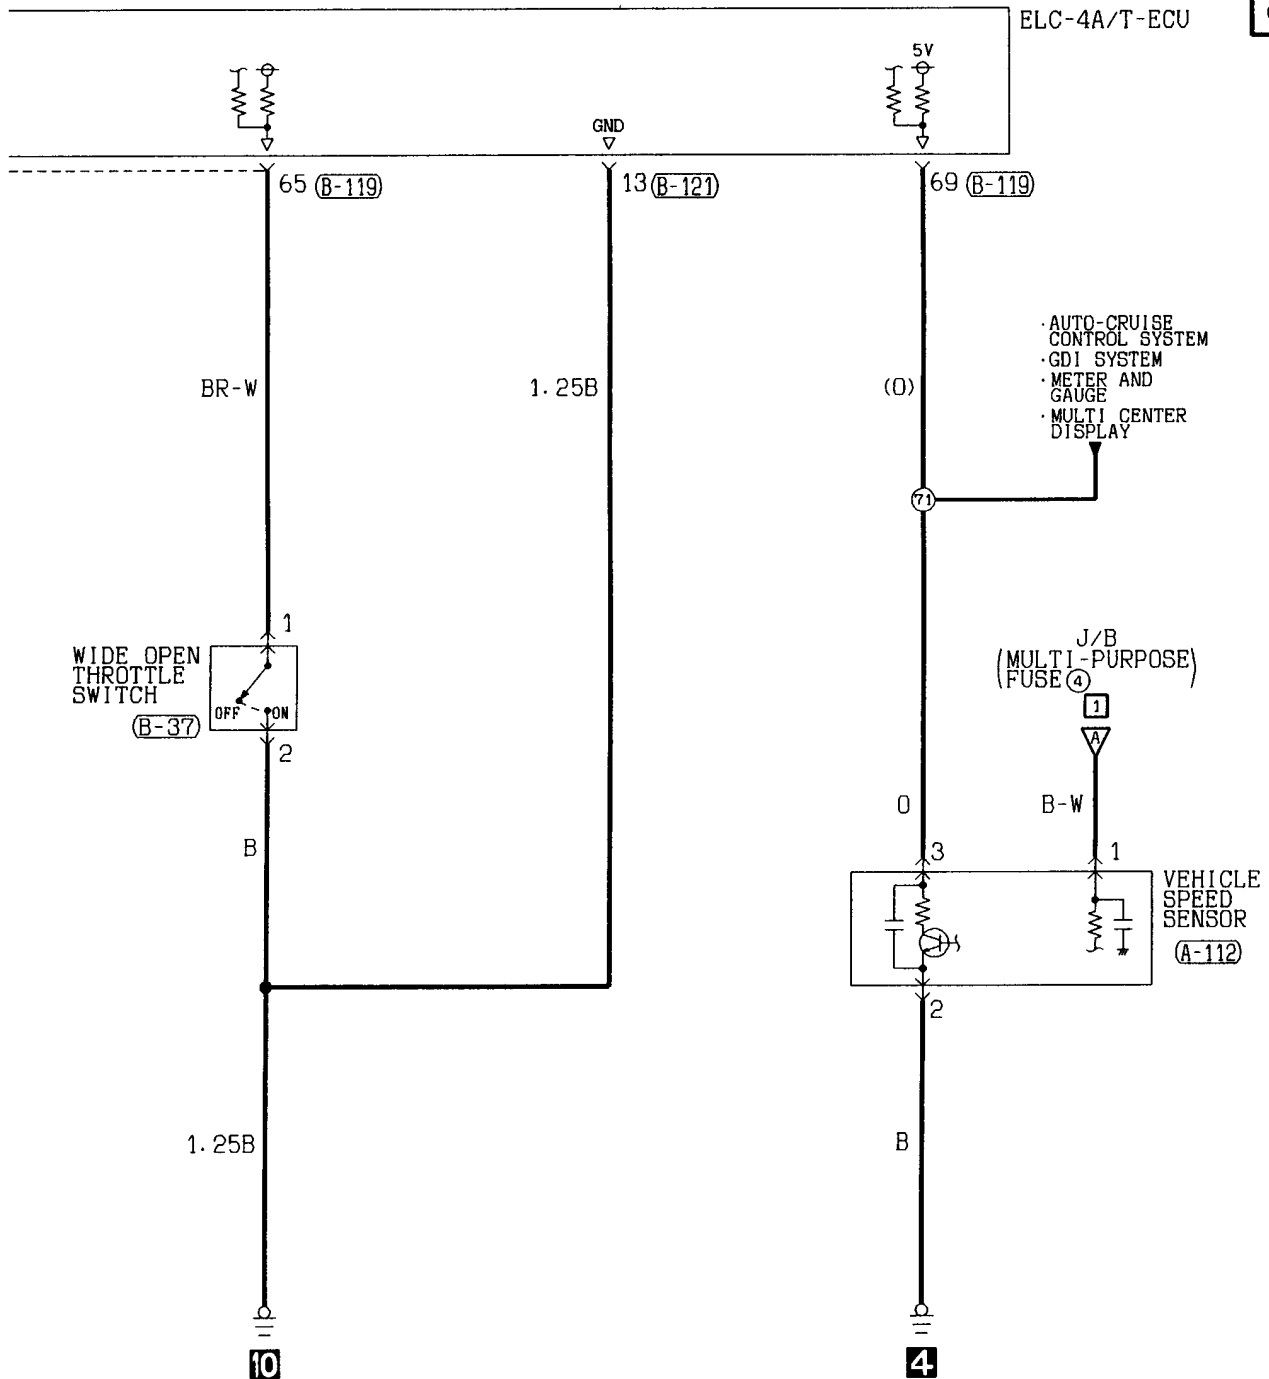 ELC-4A/T-ECU
5V
GND
65 (B-119)
13 (B-121)
69 (B-119)
· AUTO-CRUISE
CONTROL SYSTEM
· GDI SYSTEM
· METER AND
GAUGE
· MULTI CENTER
DISPLAY
BR-W
1.25B
(O)
71
1
WIDE OPEN
THROTTLE
SWITCH
(B-37)
OFF
ON
2
J/B
(MULTI-PURPOSE)
FUSE ④
1
A
B
O
B-W
3
1
VEHICLE
SPEED
SENSOR
(A-112)
2
1.25B
B
10
4